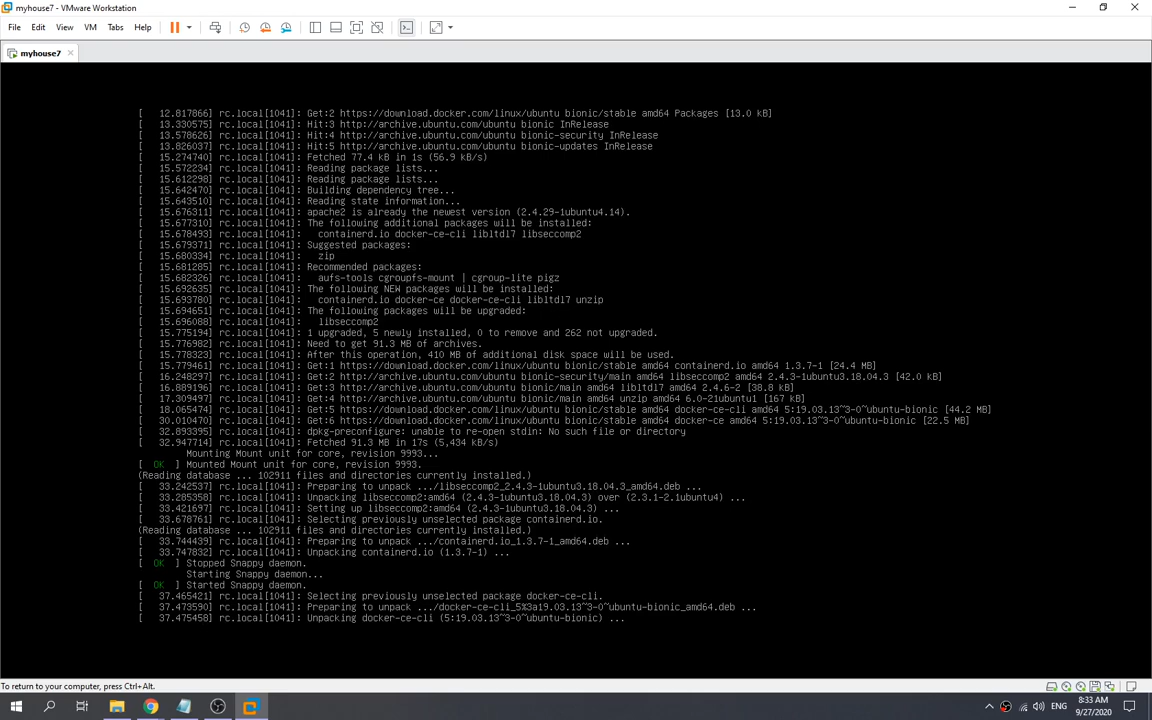 myhouse7 - VMware Workstation
File Edit View VM Tabs Help
myhouse7
[   12.817866] rc.local[1041]: Get:2 https://download.docker.com/linux/ubuntu bionic/stable amd64 Packages [13.0 kB]
[   13.330575] rc.local[1041]: Hit:3 http://archive.ubuntu.com/ubuntu bionic InRelease
[   13.578626] rc.local[1041]: Hit:4 http://archive.ubuntu.com/ubuntu bionic-security InRelease
[   13.826032] rc.local[1041]: Hit:5 http://archive.ubuntu.com/ubuntu bionic-updates InRelease
[   15.274740] rc.local[1041]: Fetched 77.4 kB in 1s (56.9 kB/s)
[   15.572234] rc.local[1041]: Reading package lists...
[   15.612298] rc.local[1041]: Reading package lists...
[   15.642470] rc.local[1041]: Building dependency tree...
[   15.643510] rc.local[1041]: Reading state information...
[   15.676311] rc.local[1041]: apache2 is already the newest version (2.4.29-1ubuntu4.14).
[   15.677310] rc.local[1041]: The following additional packages will be installed:
[   15.678493] rc.local[1041]:   containerd.io docker-ce-cli libltdl7 libseccomp2
[   15.679371] rc.local[1041]: Suggested packages:
[   15.680334] rc.local[1041]:   zip
[   15.681285] rc.local[1041]: Recommended packages:
[   15.682326] rc.local[1041]:   aufs-tools cgroupfs-mount | cgroup-lite pigz
[   15.692635] rc.local[1041]: The following NEW packages will be installed:
[   15.693780] rc.local[1041]:   containerd.io docker-ce docker-ce-cli libltdl7 unzip
[   15.694651] rc.local[1041]: The following packages will be upgraded:
[   15.696088] rc.local[1041]:   libseccomp2
[   15.775194] rc.local[1041]: 1 upgraded, 5 newly installed, 0 to remove and 262 not upgraded.
[   15.776982] rc.local[1041]: Need to get 91.3 MB of archives.
[   15.778323] rc.local[1041]: After this operation, 410 MB of additional disk space will be used.
[   15.779461] rc.local[1041]: Get:1 https://download.docker.com/linux/ubuntu bionic/stable amd64 containerd.io amd64 1.3.7-1 [24.4 MB]
[   16.248297] rc.local[1041]: Get:2 http://archive.ubuntu.com/ubuntu bionic-security/main amd64 libseccomp2 amd64 2.4.3-1ubuntu3.18.04.3 [42.0 kB]
[   16.889196] rc.local[1041]: Get:3 http://archive.ubuntu.com/ubuntu bionic/main amd64 libltdl7 amd64 2.4.6-2 [38.8 kB]
[   17.309497] rc.local[1041]: Get:4 http://archive.ubuntu.com/ubuntu bionic/main amd64 unzip amd64 6.0-21ubuntu1 [167 kB]
[   18.065474] rc.local[1041]: Get:5 https://download.docker.com/linux/ubuntu bionic/stable amd64 docker-ce-cli amd64 5:19.03.13~3-0~ubuntu-bionic [44.2 MB]
[   30.010470] rc.local[1041]: Get:6 https://download.docker.com/linux/ubuntu bionic/stable amd64 docker-ce amd64 5:19.03.13~3-0~ubuntu-bionic [22.5 MB]
[   32.893395] rc.local[1041]: dpkg-preconfigure: unable to re-open stdin: No such file or directory
[   32.947714] rc.local[1041]: Fetched 91.3 MB in 17s (5,434 kB/s)
Mounting Mount unit for core, revision 9993...
[  OK  ] Mounted Mount unit for core, revision 9993.
(Reading database ... 102911 files and directories currently installed.)
[   33.242537] rc.local[1041]: Preparing to unpack .../libseccomp2_2.4.3-1ubuntu3.18.04.3_amd64.deb ...
[   33.285358] rc.local[1041]: Unpacking libseccomp2:amd64 (2.4.3-1ubuntu3.18.04.3) over (2.3.1-2.1ubuntu4) ...
[   33.421697] rc.local[1041]: Setting up libseccomp2:amd64 (2.4.3-1ubuntu3.18.04.3) ...
[   33.678761] rc.local[1041]: Selecting previously unselected package containerd.io.
(Reading database ... 102911 files and directories currently installed.)
[   33.744439] rc.local[1041]: Preparing to unpack .../containerd.io_1.3.7-1_amd64.deb ...
[   33.747832] rc.local[1041]: Unpacking containerd.io (1.3.7-1) ...
[  OK  ] Stopped Snappy daemon.
Starting Snappy daemon...
[  OK  ] Started Snappy daemon.
[   37.465421] rc.local[1041]: Selecting previously unselected package docker-ce-cli.
[   37.473590] rc.local[1041]: Preparing to unpack .../docker-ce-cli_5%3a19.03.13~3-0~ubuntu-bionic_amd64.deb ...
[   37.475458] rc.local[1041]: Unpacking docker-ce-cli (5:19.03.13~3-0~ubuntu-bionic) ...
To return to your computer, press Ctrl+Alt.
ENG
8:33 AM
9/27/2020